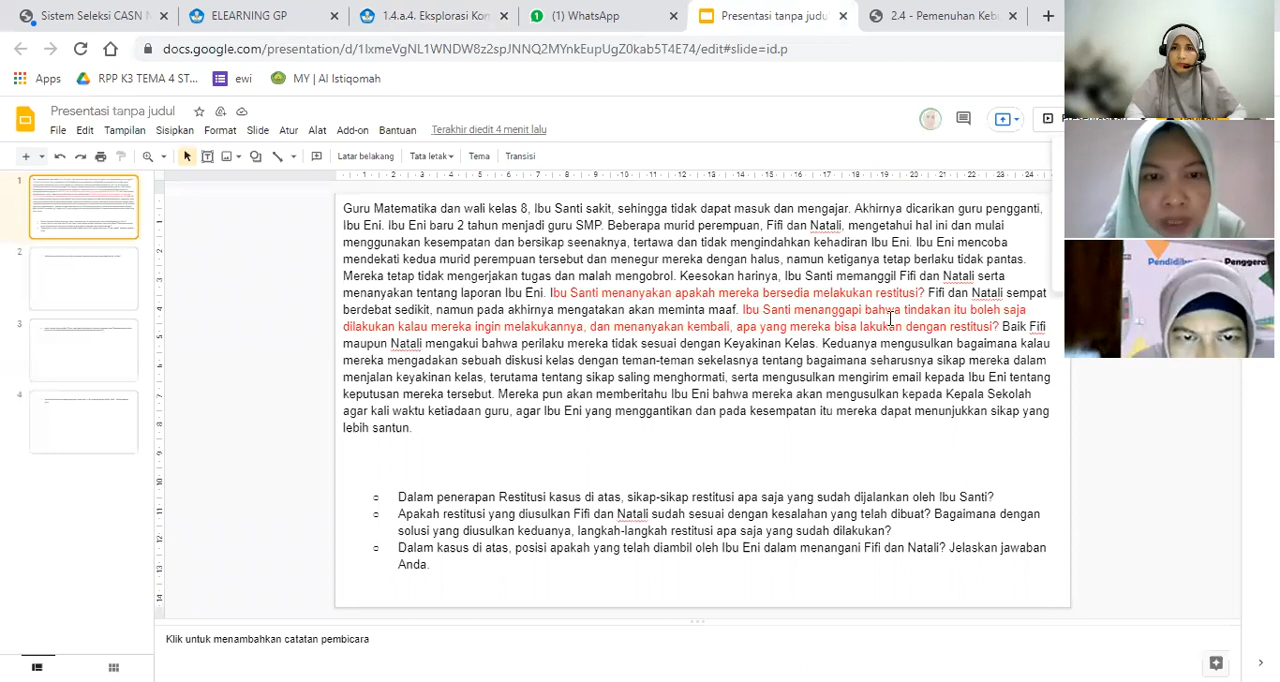 Sistem Seleksi CASN N
ELEARNING GP
1.4.a.4. Eksplorasi Kon
(1) WhatsApp
Presentasi tanpa judu
2.4 - Pemenuhan Keb
docs.google.com/presentation/d/1lxmeVgNL1WNDW8z2spJNNQ2MYnkEupUgZ0kab5T4E74/edit#slide=id.p
Apps
RPP K3 TEMA 4 ST...
ewi
MY | Al Istiqomah
Presentasi tanpa judul
File Edit Tampilan Sisipkan Format Slide Atur Alat Add-on Bantuan Terakhir diedit 4 menit lalu
Latar belakang Tata letak Tema Transisi
Guru Matematika dan wali kelas 8, Ibu Santi sakit, sehingga tidak dapat masuk dan mengajar. Akhirnya dicarikan guru pengganti,
Ibu Eni. Ibu Eni baru 2 tahun menjadi guru SMP. Beberapa murid perempuan, Fifi dan Natali, mengetahui hal ini dan mulai
menggunakan kesempatan dan bersikap seenaknya, tertawa dan tidak mengindahkan kehadiran Ibu Eni. Ibu Eni mencoba
mendekati kedua murid perempuan tersebut dan menegur mereka dengan halus, namun ketiganya tetap berlaku tidak pantas.
Mereka tetap tidak mengerjakan tugas dan malah mengobrol. Keesokan harinya, Ibu Santi memanggil Fifi dan Natali serta
menanyakan tentang laporan Ibu Eni. Ibu Santi menanyakan apakah mereka bersedia melakukan restitusi? Fifi dan Natali sempat
berdebat sedikit, namun pada akhirnya mengatakan akan meminta maaf. Ibu Santi menanggapi bahwa tindakan itu boleh saja
dilakukan kalau mereka ingin melakukannya, dan menanyakan kembali, apa yang mereka bisa lakukan dengan restitusi? Baik Fifi
maupun Natali mengakui bahwa perilaku mereka tidak sesuai dengan Keyakinan Kelas. Keduanya mengusulkan bagaimana kalau
mereka mengadakan sebuah diskusi kelas dengan teman-teman sekelasnya tentang bagaimana seharusnya sikap mereka dalam
menjalan keyakinan kelas, terutama tentang sikap saling menghormati, serta mengusulkan mengirim email kepada Ibu Eni tentang
keputusan mereka tersebut. Mereka pun akan memberitahu Ibu Eni bahwa mereka akan mengusulkan kepada Kepala Sekolah
agar kali waktu ketiadaan guru, agar Ibu Eni yang menggantikan dan pada kesempatan itu mereka dapat menunjukkan sikap yang
lebih santun.
Dalam penerapan Restitusi kasus di atas, sikap-sikap restitusi apa saja yang sudah dijalankan oleh Ibu Santi?
Apakah restitusi yang diusulkan Fifi dan Natali sudah sesuai dengan kesalahan yang telah dibuat? Bagaimana dengan
solusi yang diusulkan keduanya, langkah-langkah restitusi apa saja yang sudah dilakukan?
Dalam kasus di atas, posisi apakah yang telah diambil oleh Ibu Eni dalam menangani Fifi dan Natali? Jelaskan jawaban
Anda.
Klik untuk menambahkan catatan pembicara